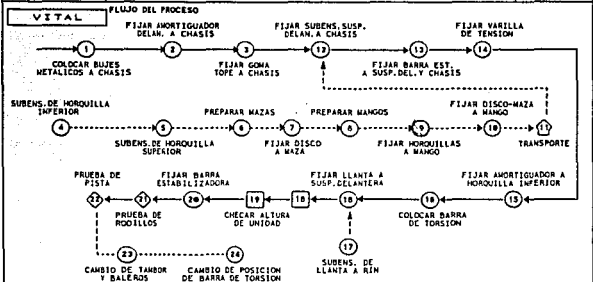 VITAL
FLUJO DEL PROCESO
FIJAR AMORTIGUADOR
DELAN. A CHASIS
FIJAR SUBENS.SUSP.
DELAN.A CHASIS
FIJAR VARILLA
DE TENSION
1
2
3
12
13
14
COLOCAR BUJES
METALICOS A CHASIS
FIJAR GOMA
TOPE A CHASIS
FIJAR BARRA EST.
A SUSP.DEL.Y CHASIS
SUBENS.DE HORQUILLA
INFERIOR
PREPARAR MAZAS
PREPARAR MANGOS
FIJAR DISCO-MAZA
A MANGO
4
5
6
7
8
9
10
11
SUBENS.DE HORQUILLA
SUPERIOR
FIJAR DISCO
A MAZA
FIJAR HORQUILLAS
A MANGO
TRANSPORTE
PRUEBA DE
PISTA
FIJAR BARRA
ESTABILIZADORA
FIJAR LLANTA A
SUSP.DELANTERA
FIJAR AMORTIGUADOR A
HORQUILLA INFERIOR
22
21
20
19
18
18
18
15
PRUEBA DE
RODILLOS
CHECAR ALTURA
DE UNIDAD
COLOCAR BARRA
DE TORSION
17
SUBENS. DE
LLANTA A RIN
23
24
CAMBIO DE TAMBOR
Y BALEROS
CAMBIO DE POSICION
DE BARRA DE TORSION